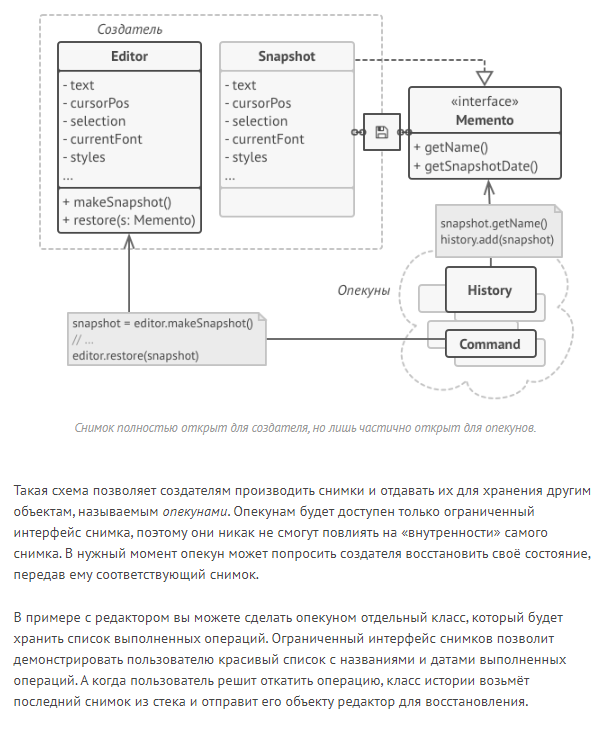 Создатель
Editor
- text
- cursorPos
- selection
- currentFont
- styles
...
+ makeSnapshot()
+ restore(s: Memento)
Snapshot
- text
- cursorPos
- selection
- currentFont
- styles
...
«interface»
Memento
+ getName()
+ getSnapshotDate()
snapshot.getName()
history.add(snapshot)
Опекуны
History
Command
snapshot = editor.makeSnapshot()
// ...
editor.restore(snapshot)
Снимок полностью открыт для создателя, но лишь частично открыт для опекунов.
Такая схема позволяет создателям производить снимки и отдавать их для хранения другим
объектам, называемым опекунами. Опекунам будет доступен только ограниченный
интерфейс снимка, поэтому они никак не смогут повлиять на «внутренности» самого
снимка. В нужный момент опекун может попросить создателя восстановить своё состояние,
передав ему соответствующий снимок.
В примере с редактором вы можете сделать опекуном отдельный класс, который будет
хранить список выполненных операций. Ограниченный интерфейс снимков позволит
демонстрировать пользователю красивый список с названиями и датами выполненных
операций. А когда пользователь решит откатить операцию, класс истории возьмёт
последний снимок из стека и отправит его объекту редактор для восстановления.